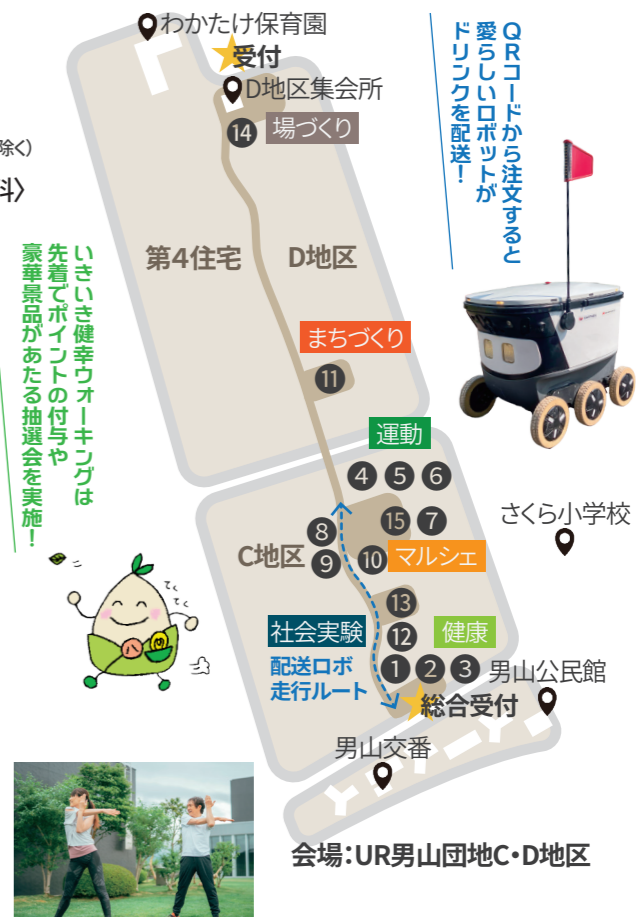 わかたけ保育園
受付
D地区集会所
14 場づくり
除く)
料〉
QRコードから注文すると
愛らしいロボットが
ドリンクを配送!
第4住宅 D地区
いきいき健幸ウォーキングは
先着でポイントの付与や
豪華景品があたる抽選会を実施!
まちづくり
11
運動
4 5 6
8 15 7
さくら小学校
C地区 9 10 マルシェ
13
社会実験 12 健康
配送ロボ
走行ルート
1 2 3 男山公民館
総合受付
男山交番
てく
てく
八
会場:UR男山団地C・D地区